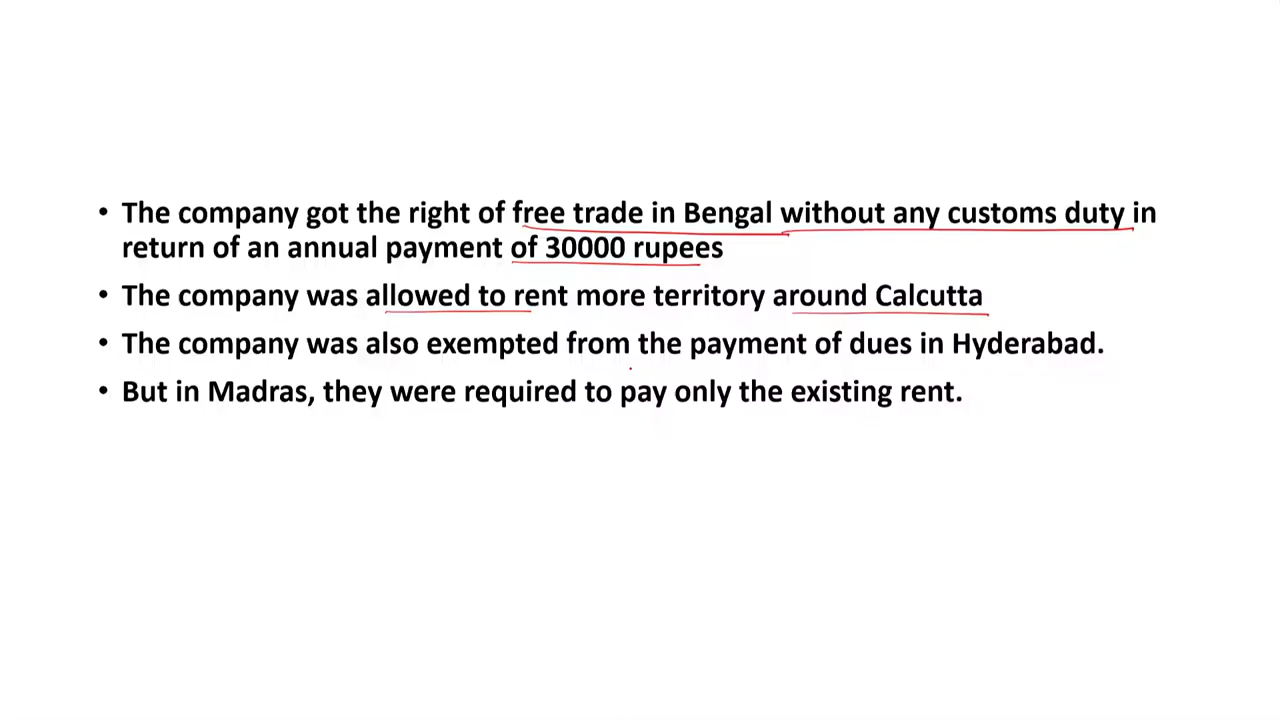 • The company got the right of free trade in Bengal without any customs duty in
return of an annual payment of 30000 rupees
• The company was allowed to rent more territory around Calcutta
• The company was also exempted from the payment of dues in Hyderabad.
• But in Madras, they were required to pay only the existing rent.